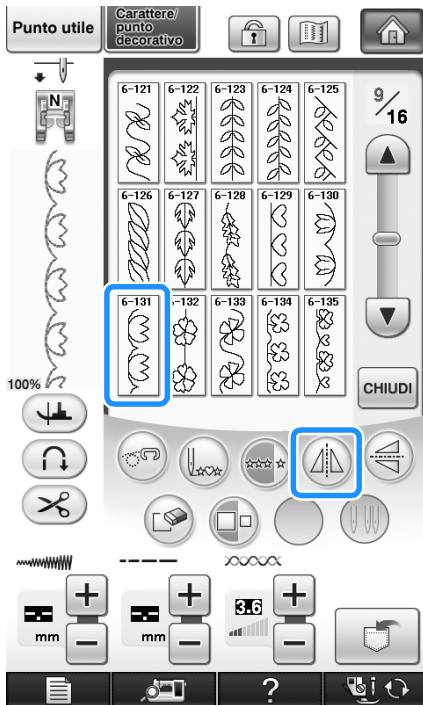 Punto utile
Carattere/
punto
decorativo
N
6-121 6-122 6-123 6-124 6-125
9/16
6-126 6-127 6-128 6-129 6-130
6-131 6-132 6-133 6-134 6-135
100%
CHIUDI
3.6
mm
mm
?